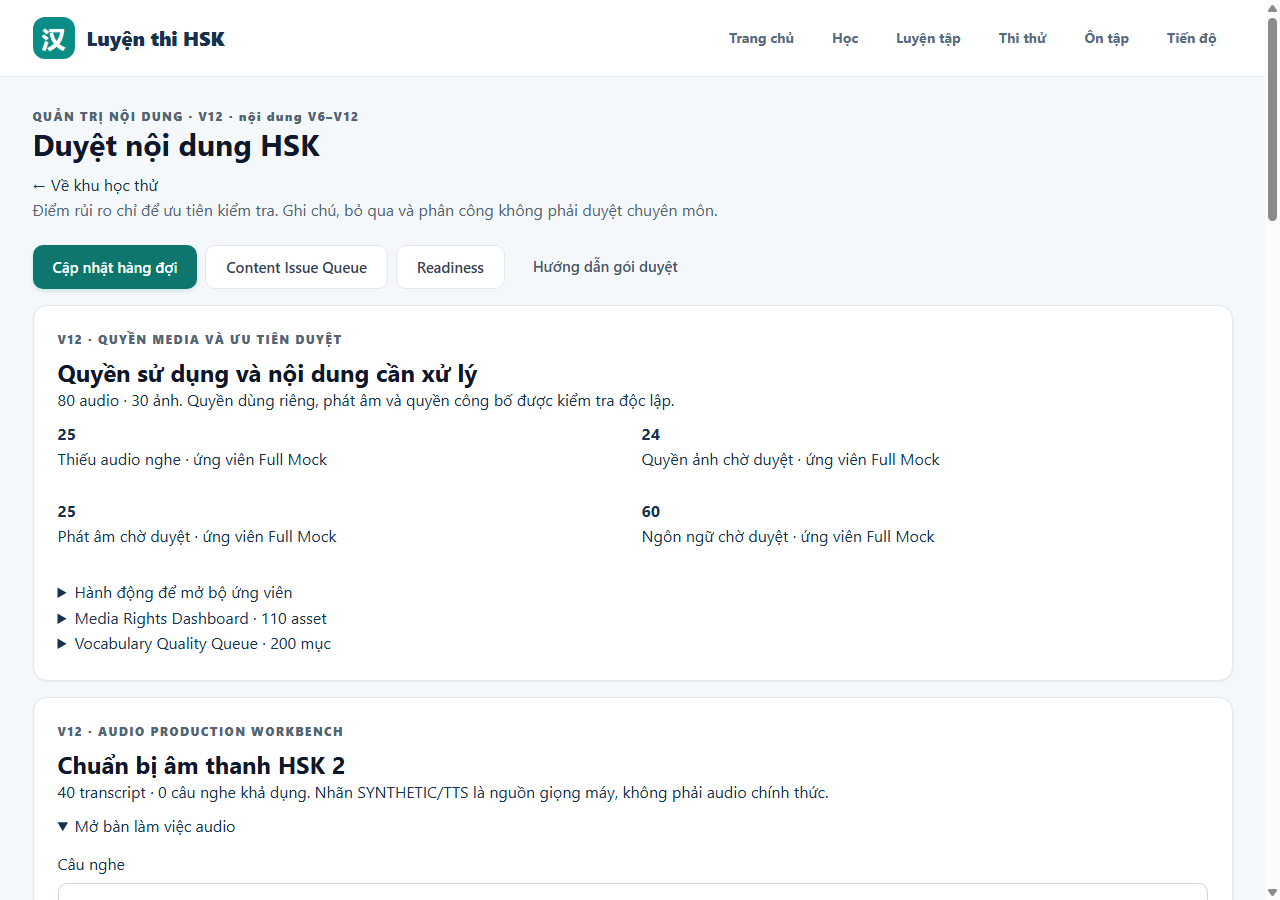 汉 Luyện thi HSK
Trang chủ Học Luyện tập Thi thử Ôn tập Tiến độ
QUẢN TRỊ NỘI DUNG · V12 · nội dung V6–V12
Duyệt nội dung HSK
← Về khu học thử
Điểm rủi ro chỉ để ưu tiên kiểm tra. Ghi chú, bỏ qua và phân công không phải duyệt chuyên môn.
Cập nhật hàng đợi Content Issue Queue Readiness Hướng dẫn gói duyệt
V12 · QUYỀN MEDIA VÀ ƯU TIÊN DUYỆT
Quyền sử dụng và nội dung cần xử lý
80 audio · 30 ảnh. Quyền dùng riêng, phát âm và quyền công bố được kiểm tra độc lập.
25
Thiếu audio nghe · ứng viên Full Mock
24
Quyền ảnh chờ duyệt · ứng viên Full Mock
25
Phát âm chờ duyệt · ứng viên Full Mock
60
Ngôn ngữ chờ duyệt · ứng viên Full Mock
▶ Hành động để mở bộ ứng viên
▶ Media Rights Dashboard · 110 asset
▶ Vocabulary Quality Queue · 200 mục
V12 · AUDIO PRODUCTION WORKBENCH
Chuẩn bị âm thanh HSK 2
40 transcript · 0 câu nghe khả dụng. Nhãn SYNTHETIC/TTS là nguồn giọng máy, không phải audio chính thức.
▼ Mở bàn làm việc audio
Câu nghe